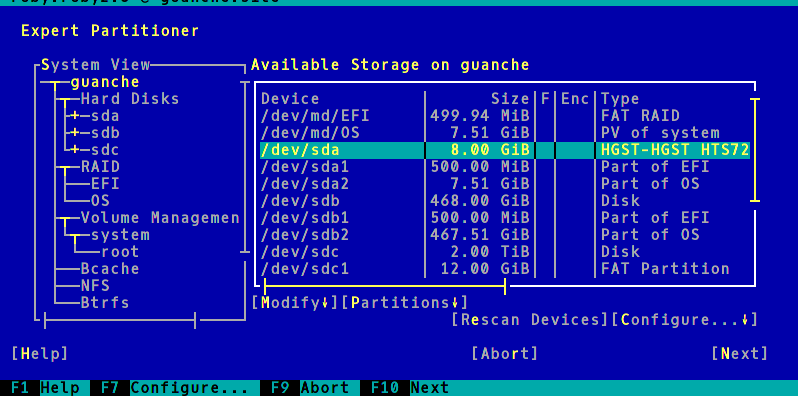 Expert Partitioner
System View
Available Storage on guanche
guanche
Hard Disks
sda
sdb
sdc
RAID
EFI
OS
Volume Managemen
system
root
Bcache
NFS
Btrfs
Device Size F Enc Type
/dev/md/EFI 499.94 MiB FAT RAID
/dev/md/OS 7.51 GiB PV of system
/dev/sda 8.00 GiB HGST-HGST HTS72
/dev/sda1 500.00 MiB Part of EFI
/dev/sda2 7.51 GiB Part of OS
/dev/sdb 468.00 GiB Disk
/dev/sdb1 500.00 MiB Part of EFI
/dev/sdb2 467.51 GiB Part of OS
/dev/sdc 2.00 TiB Disk
/dev/sdc1 12.00 GiB FAT Partition
[Modify↓][Partitions↓]
[Rescan Devices][Configure...↓]
[Help] [Abort] [Next]
F1 Help F7 Configure... F9 Abort F10 Next